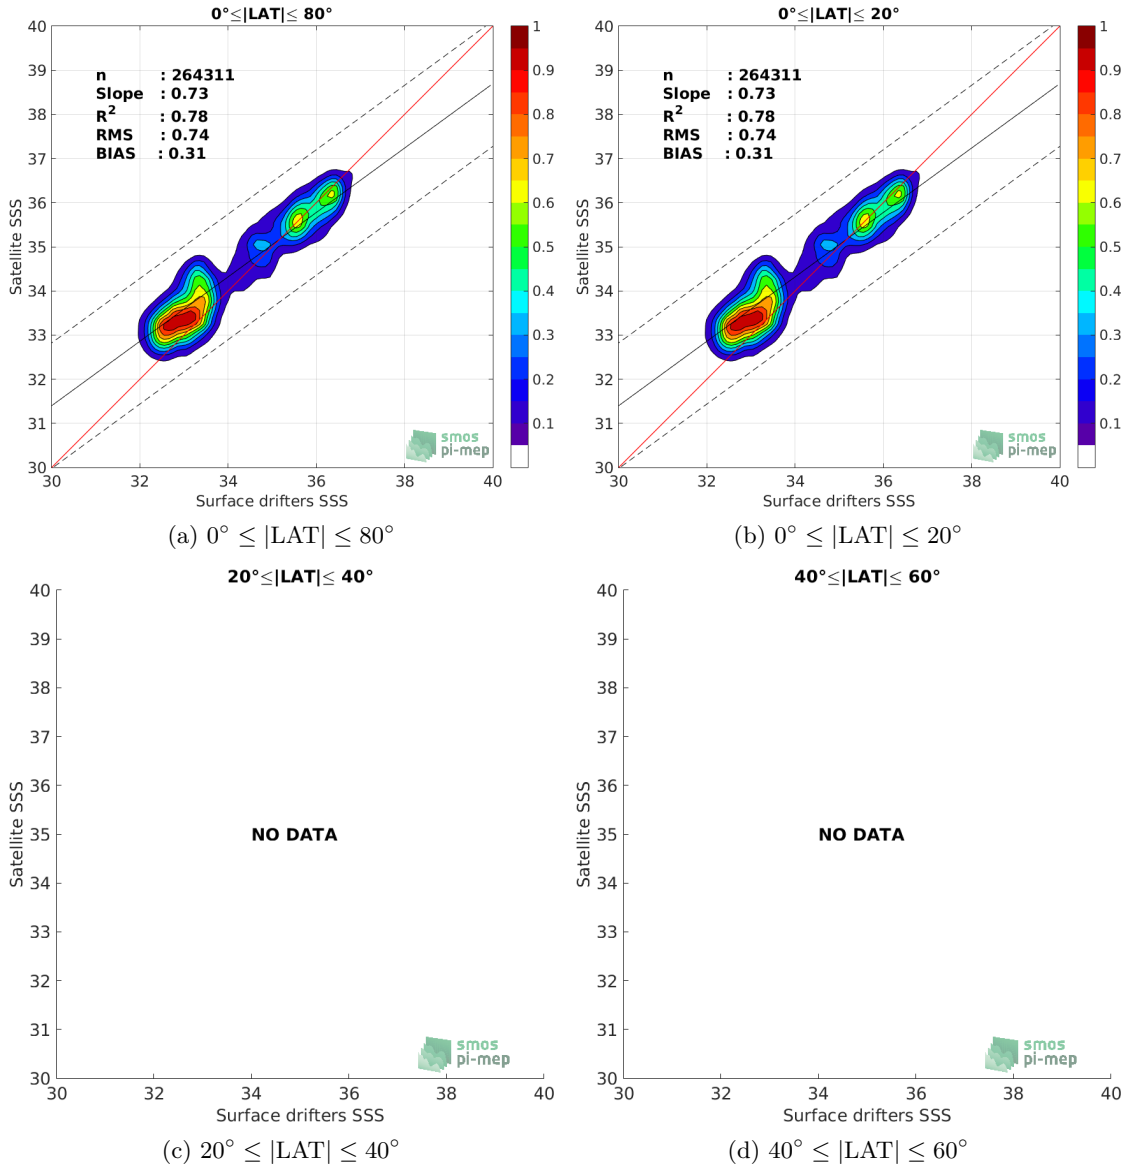 0°≤|LAT|≤ 80°
40
39
38
37
36
35
34
33
32
31
30
Satellite SSS
n : 264311
Slope : 0.73
R² : 0.78
RMS : 0.74
BIAS : 0.31
smos
pi-mep
30 32 34 36 38 40
Surface drifters SSS
1
0.9
0.8
0.7
0.6
0.5
0.4
0.3
0.2
0.1
(a) 0° ≤ |LAT| ≤ 80°
0°≤|LAT|≤ 20°
40
39
38
37
36
35
34
33
32
31
30
Satellite SSS
n : 264311
Slope : 0.73
R² : 0.78
RMS : 0.74
BIAS : 0.31
smos
pi-mep
30 32 34 36 38 40
Surface drifters SSS
1
0.9
0.8
0.7
0.6
0.5
0.4
0.3
0.2
0.1
(b) 0° ≤ |LAT| ≤ 20°
20°≤|LAT|≤ 40°
40
39
38
37
36
35
34
33
32
31
30
Satellite SSS
NO DATA
smos
pi-mep
30 32 34 36 38 40
Surface drifters SSS
(c) 20° ≤ |LAT| ≤ 40°
40°≤|LAT|≤ 60°
40
39
38
37
36
35
34
33
32
31
30
Satellite SSS
NO DATA
smos
pi-mep
30 32 34 36 38 40
Surface drifters SSS
(d) 40° ≤ |LAT| ≤ 60°